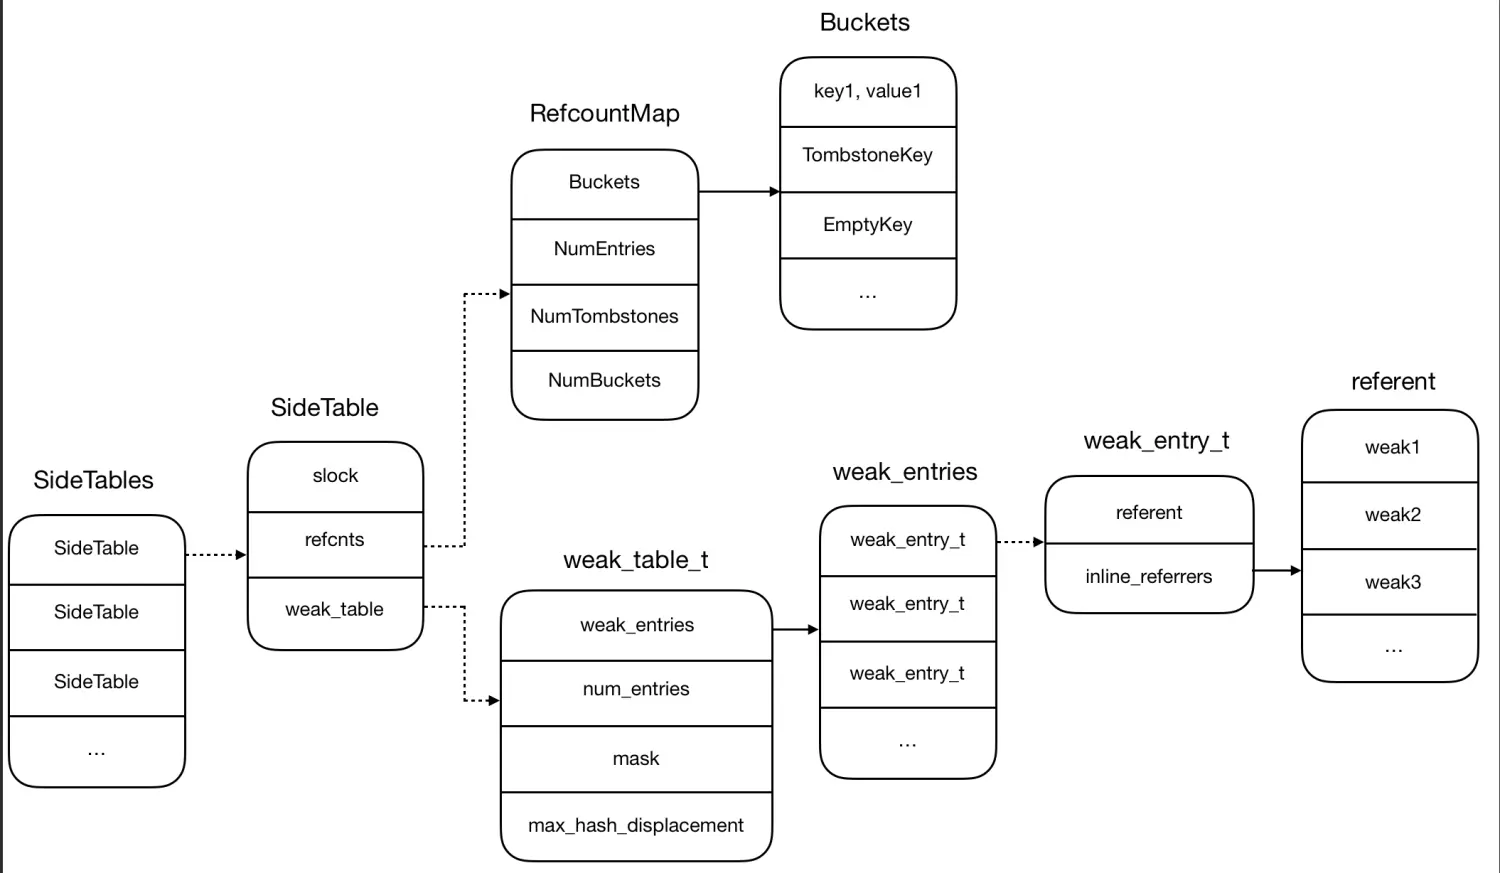 SideTables
SideTable
SideTable
SideTable
...
SideTable
slock
refcnts
weak_table
RefcountMap
Buckets
NumEntries
NumTombstones
NumBuckets
Buckets
key1, value1
TombstoneKey
EmptyKey
...
weak_table_t
weak_entries
num_entries
mask
max_hash_displacement
weak_entries
weak_entry_t
weak_entry_t
weak_entry_t
...
weak_entry_t
referent
inline_referrers
referent
weak1
weak2
weak3
...